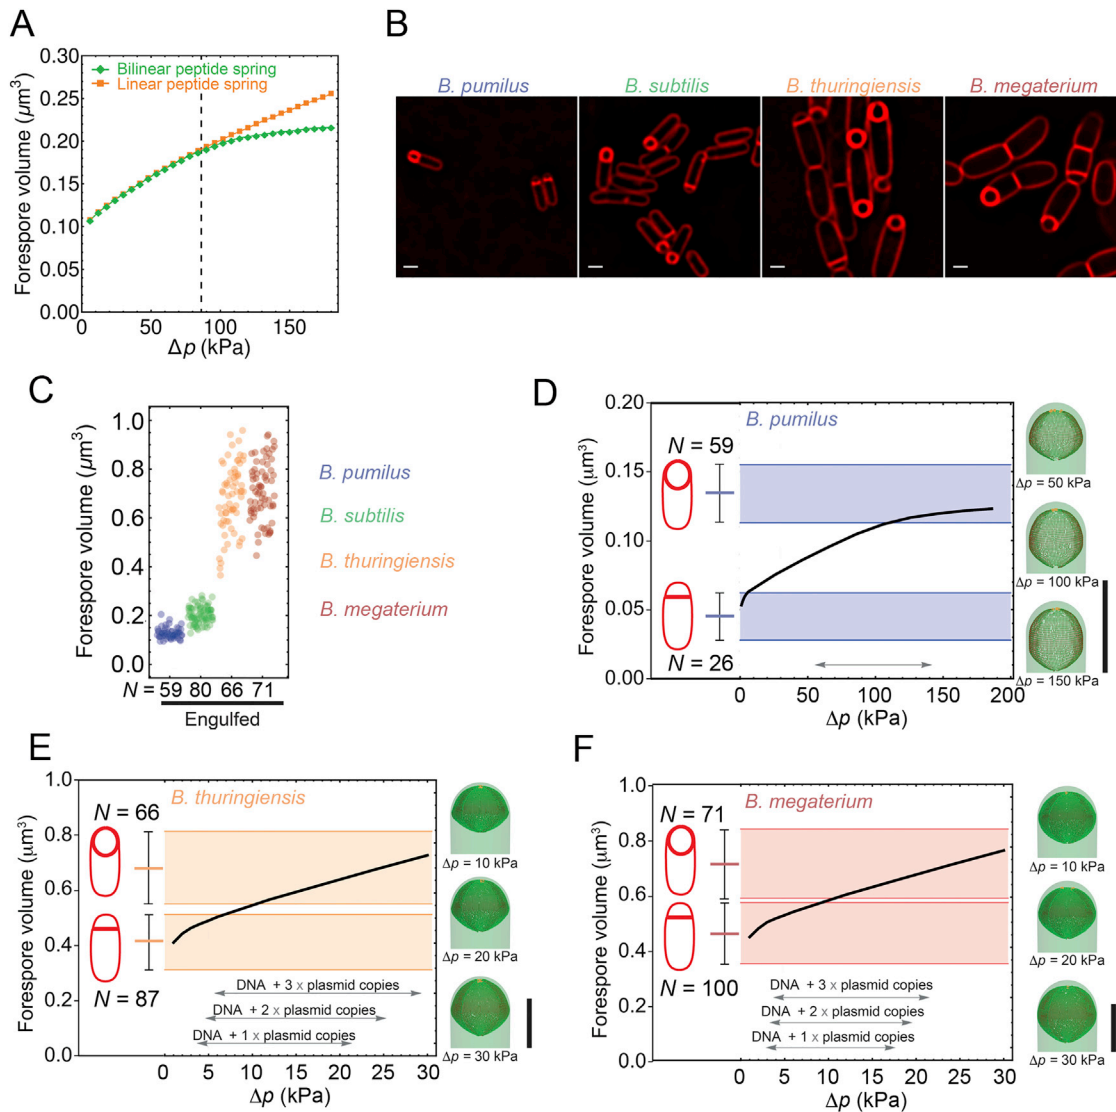 A
Forespore volume (μm³)
0.30
0.25
0.20
0.15
0.10
0.05
0.00
Bilinear peptide spring
Linear peptide spring
0
50
100
150
Δp (kPa)
B
B. pumilus
B. subtilis
B. thuringiensis
B. megaterium
C
Forespore volume (μm³)
1.0
0.8
0.6
0.4
0.2
0.0
N = 59 80 66 71
Engulfed
B. pumilus
B. subtilis
B. thuringiensis
B. megaterium
D
Forespore volume (μm³)
0.20
0.15
0.10
0.05
0.00
B. pumilus
N = 59
N = 26
0
50
100
150
200
Δp (kPa)
Δp = 50 kPa
Δp = 100 kPa
Δp = 150 kPa
E
Forespore volume (μm³)
1.0
0.8
0.6
0.4
0.2
0.0
B. thuringiensis
N = 66
N = 87
DNA + 3 x plasmid copies
DNA + 2 x plasmid copies
DNA + 1 x plasmid copies
0
5
10
15
20
25
30
Δp (kPa)
Δp = 10 kPa
Δp = 20 kPa
Δp = 30 kPa
F
Forespore volume (μm³)
1.0
0.8
0.6
0.4
0.2
0.0
B. megaterium
N = 71
N = 100
DNA + 3 x plasmid copies
DNA + 2 x plasmid copies
DNA + 1 x plasmid copies
0
5
10
15
20
25
30
Δp (kPa)
Δp = 10 kPa
Δp = 20 kPa
Δp = 30 kPa